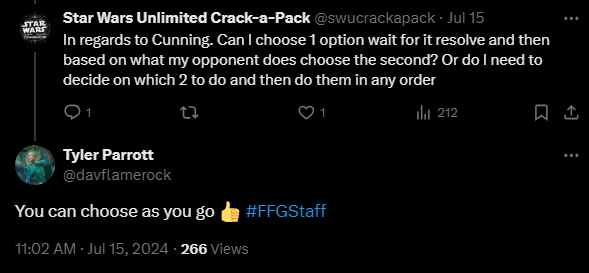 STAR WARS
Star Wars Unlimited Crack-a-Pack @swucrackapack · Jul 15
In regards to Cunning. Can I choose 1 option wait for it resolve and then
based on what my opponent does choose the second? Or do I need to
decide on which 2 to do and then do them in any order
1 1 212
Tyler Parrott
@davflamerock
You can choose as you go 👍 #FFGStaff
11:02 AM · Jul 15, 2024 · 266 Views